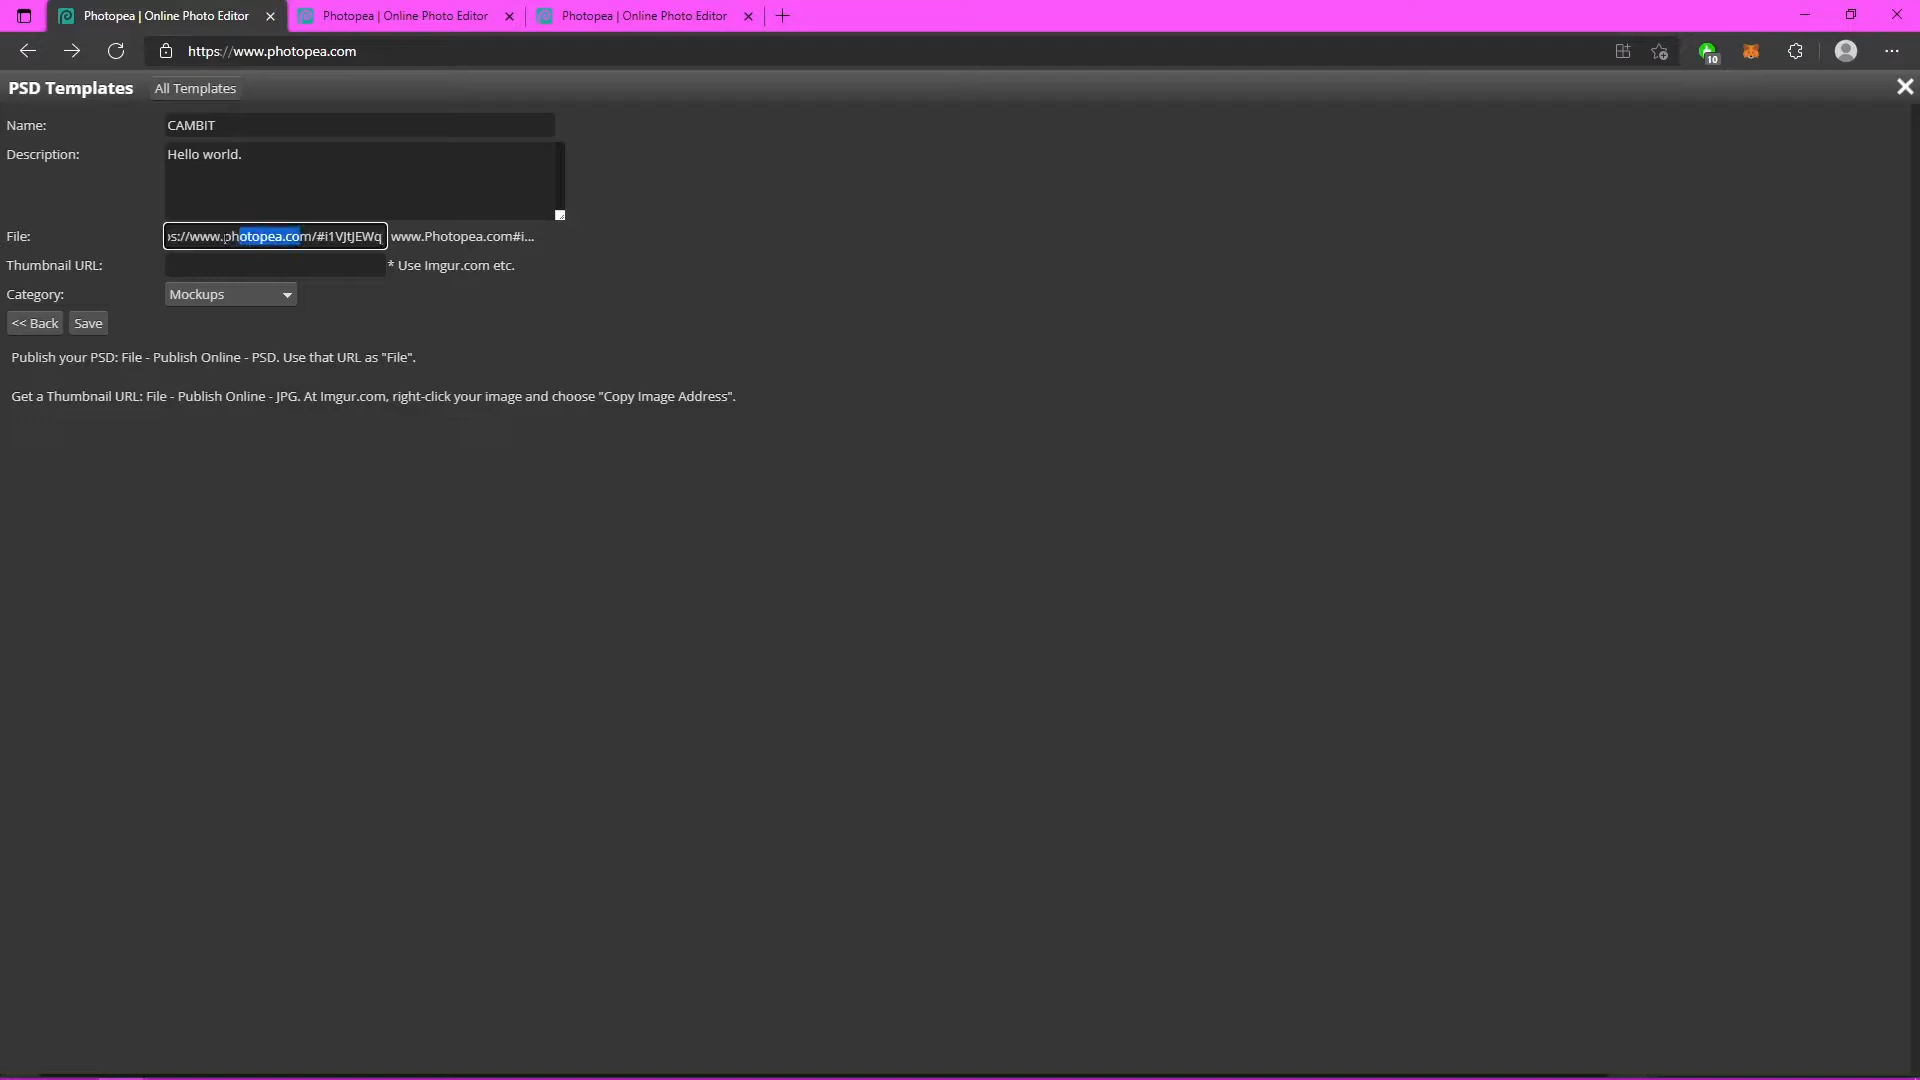 Photopea | Online Photo Editor Photopea | Online Photo Editor Photopea | Online Photo Editor
https://www.photopea.com
10
PSD Templates All Templates
Name: CAMBIT
Description: Hello world.
File: ps://www.photopea.com/#i1VJtJEWq www.Photopea.com#i...
Thumbnail URL: * Use Imgur.com etc.
Category: Mockups
<< Back Save
Publish your PSD: File - Publish Online - PSD. Use that URL as "File".
Get a Thumbnail URL: File - Publish Online - JPG. At Imgur.com, right-click your image and choose "Copy Image Address".